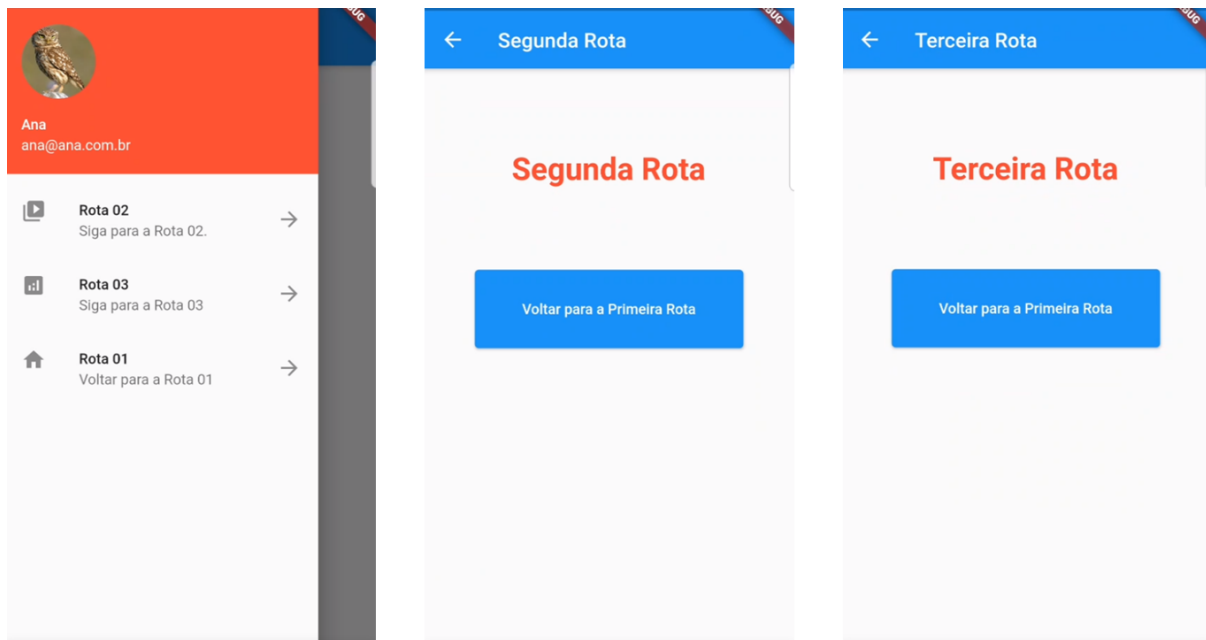 Ana
ana@ana.com.br
Rota 02
Siga para a Rota 02.
Rota 03
Siga para a Rota 03
Rota 01
Voltar para a Rota 01
Segunda Rota
Segunda Rota
Voltar para a Primeira Rota
Terceira Rota
Terceira Rota
Voltar para a Primeira Rota